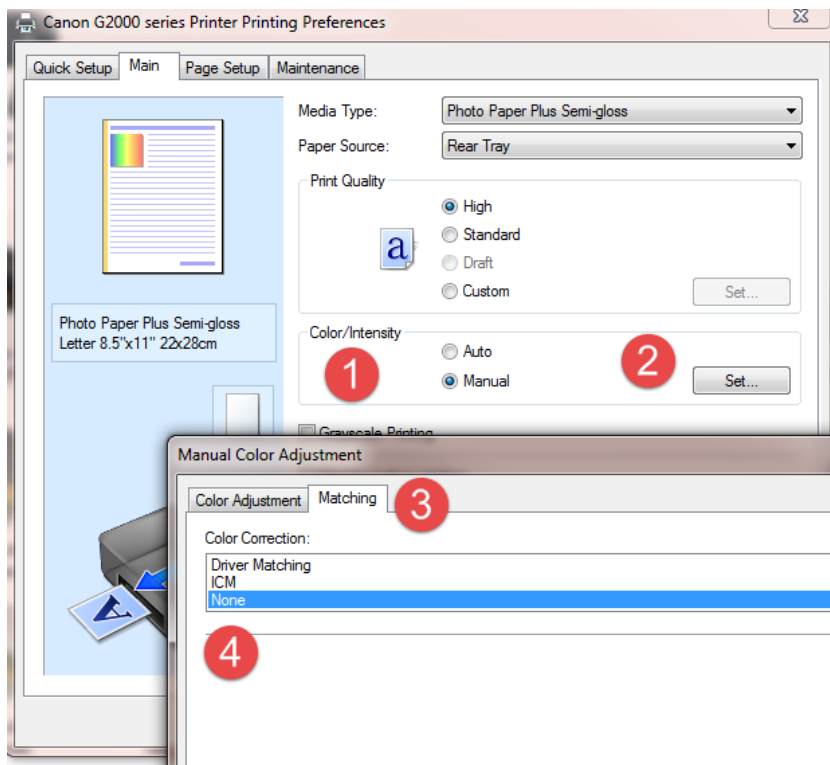 Canon G2000 series Printer Printing Preferences
Quick Setup Main Page Setup Maintenance
Media Type: Photo Paper Plus Semi-gloss
Paper Source: Rear Tray
Print Quality
High
a
Standard
Draft
Custom Set...
Photo Paper Plus Semi-gloss
Letter 8.5"x11" 22x28cm
Color/Intensity
1
Auto
2
Manual Set...
Grayscale Printing
Manual Color Adjustment
Color Adjustment Matching 3
Color Correction:
Driver Matching
ICM
None
A
4